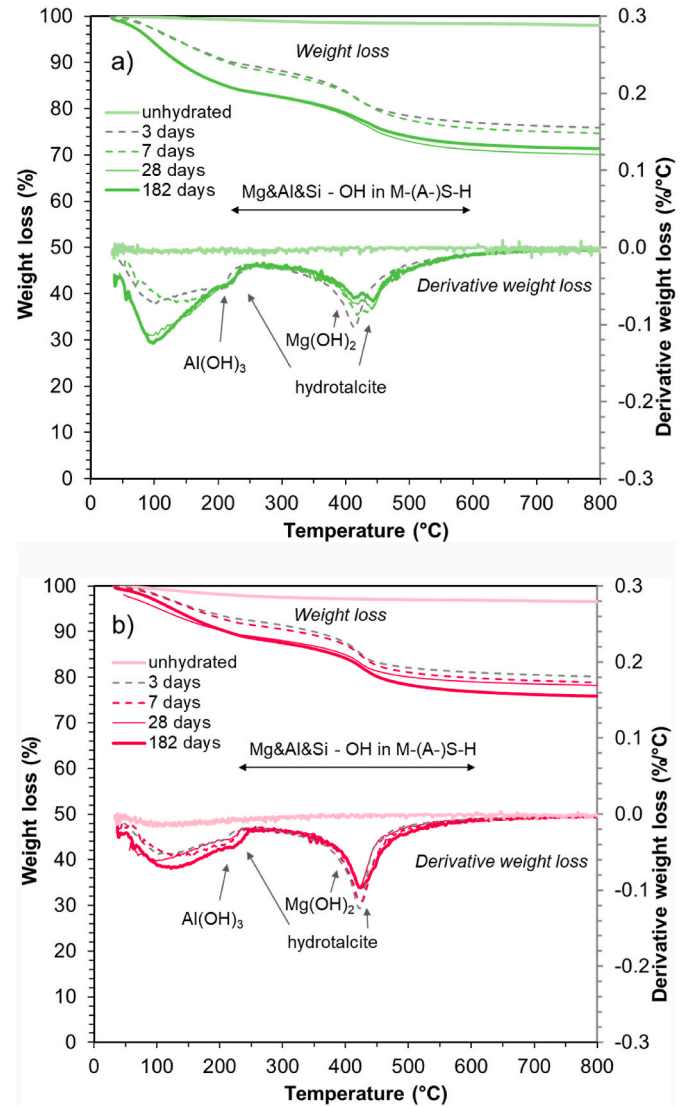 100
90
80
70
60
50
40
30
20
10
0
Weight loss (%)
a)
Weight loss
unhydrated
3 days
7 days
28 days
182 days
Mg&Al&Si - OH in M-(A-)S-H
Derivative weight loss
Al(OH)3
Mg(OH)2
hydrotalcite
0.3
0.2
0.1
0.0
-0.1
-0.2
-0.3
Derivative weight loss (%/°C)
0 100 200 300 400 500 600 700 800
Temperature (°C)
100
90
80
70
60
50
40
30
20
10
0
Weight loss (%)
b)
Weight loss
unhydrated
3 days
7 days
28 days
182 days
Mg&Al&Si - OH in M-(A-)S-H
Derivative weight loss
Al(OH)3
Mg(OH)2
hydrotalcite
0.3
0.2
0.1
0.0
-0.1
-0.2
-0.3
Derivative weight loss (%/°C)
0 100 200 300 400 500 600 700 800
Temperature (°C)